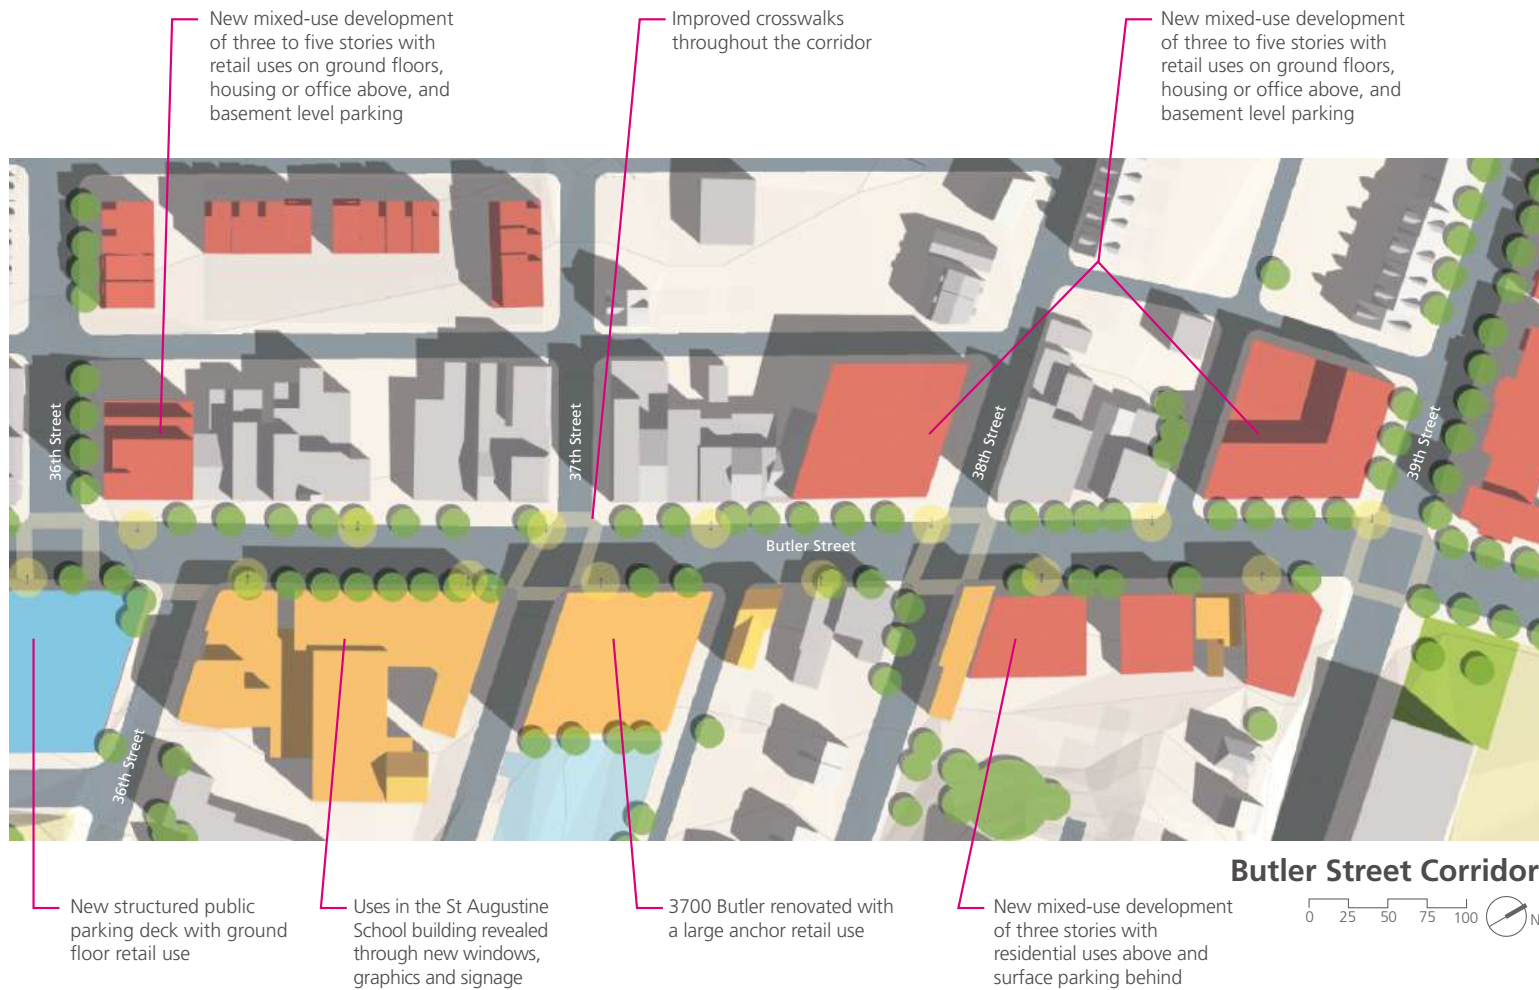 New mixed-use development
of three to five stories with
retail uses on ground floors,
housing or office above, and
basement level parking
Improved crosswalks
throughout the corridor
New mixed-use development
of three to five stories with
retail uses on ground floors,
housing or office above, and
basement level parking
36th Street
37th Street
38th Street
39th Street
Butler Street
36th Street
New structured public
parking deck with ground
floor retail use
Uses in the St Augustine
School building revealed
through new windows,
graphics and signage
3700 Butler renovated with
a large anchor retail use
New mixed-use development
of three stories with
residential uses above and
surface parking behind
Butler Street Corridor
0 25 50 75 100
N